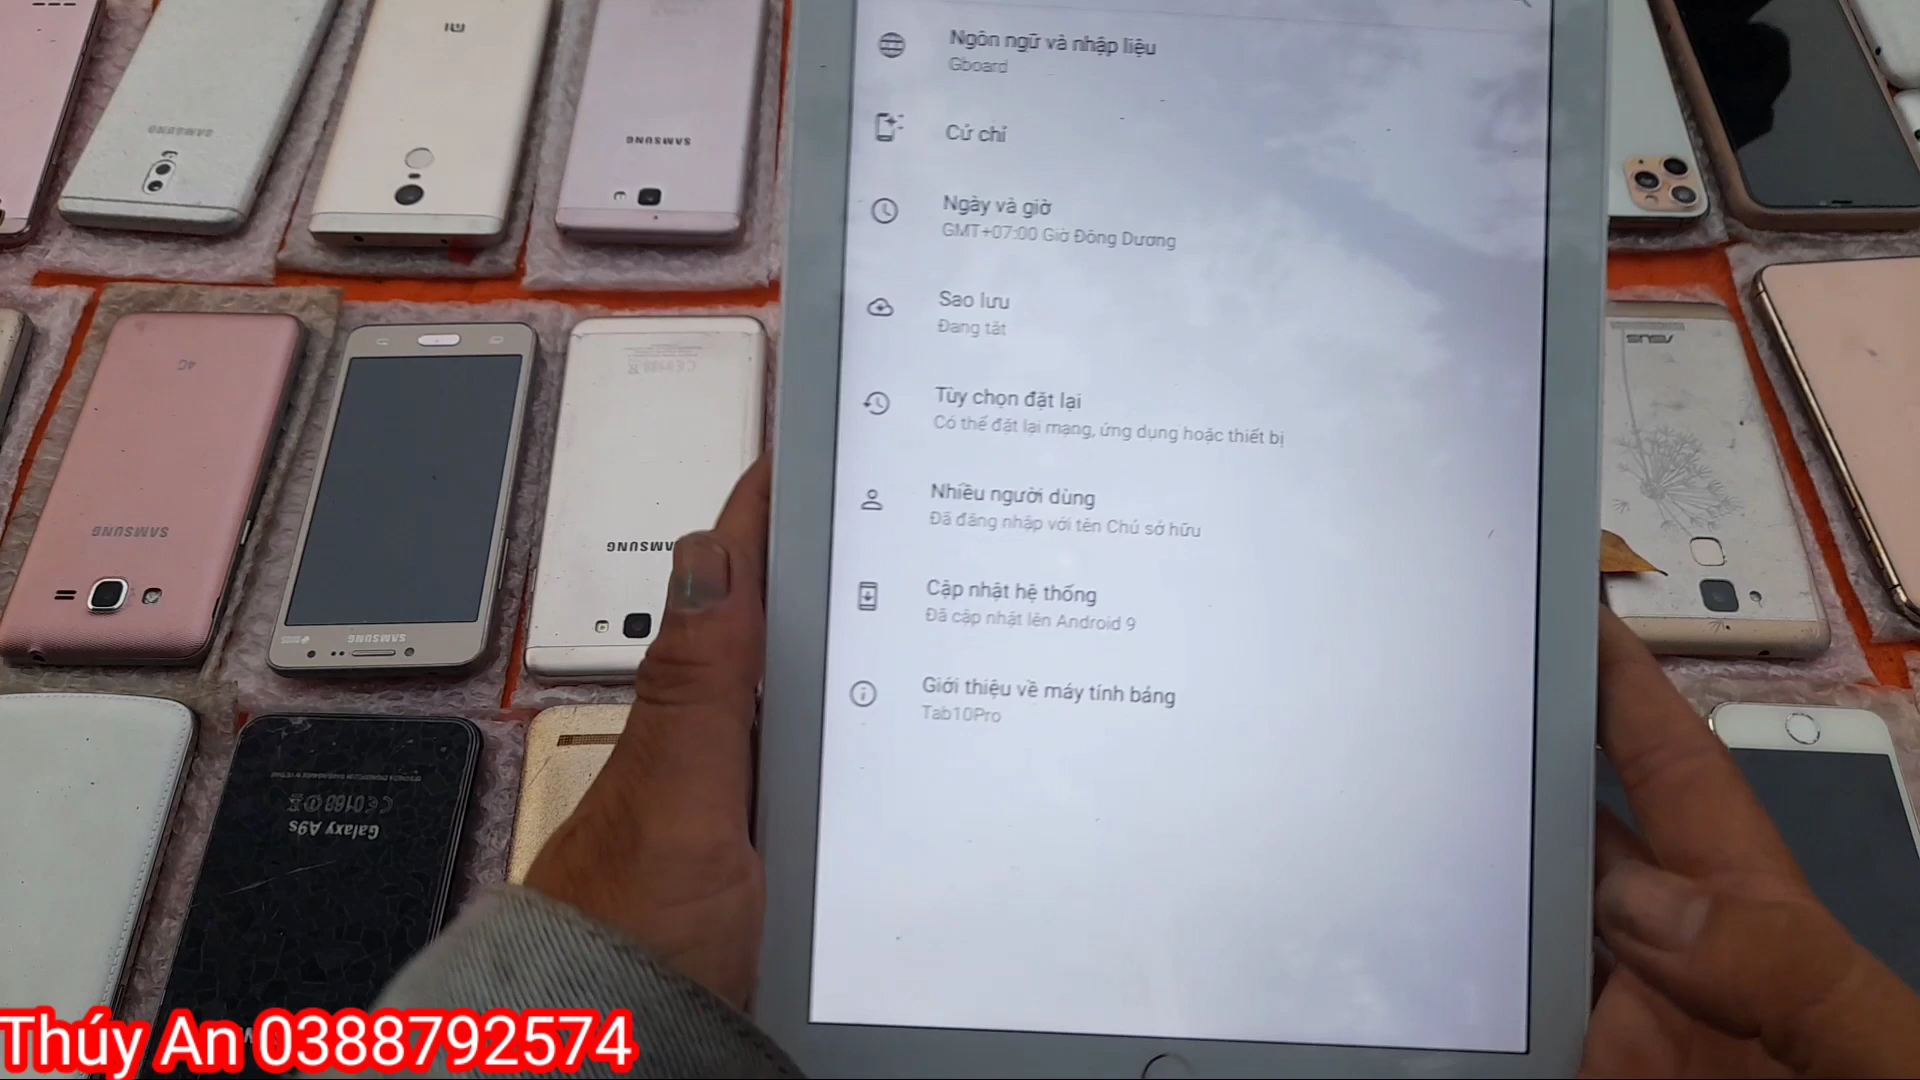 SAMSUNG
MI
SAMSUNG
Ngôn ngữ và nhập liệu
Gboard
Cử chỉ
Ngày và giờ
GMT+07:00 Giờ Đông Dương
Sao lưu
Đang tắt
Tùy chọn đặt lại
Có thể đặt lại mạng, ứng dụng hoặc thiết bị
Nhiều người dùng
Đã đăng nhập với tên Chủ sở hữu
Cập nhật hệ thống
Đã cập nhật lên Android 9
Giới thiệu về máy tính bảng
Tab10Pro
4G
SAMSUNG
SAMSUNG
SAMSUNG
ASUS
Galaxy A9s
CE0168
Thúy An 0388792574